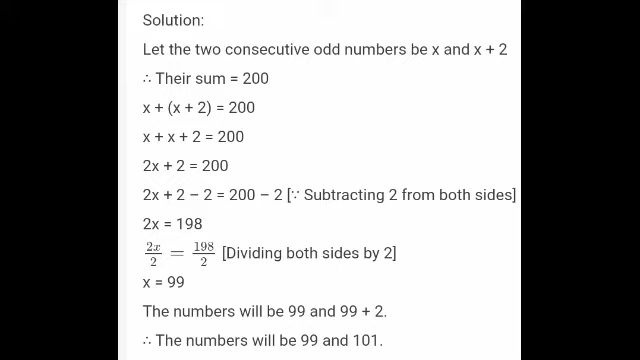 Solution:
Let the two consecutive odd numbers be x and x + 2
∴ Their sum = 200
x + (x + 2) = 200
x + x + 2 = 200
2x + 2 = 200
2x + 2 − 2 = 200 − 2 [∵ Subtracting 2 from both sides]
2x = 198
2x/2 = 198/2 [Dividing both sides by 2]
x = 99
The numbers will be 99 and 99 + 2.
∴ The numbers will be 99 and 101.